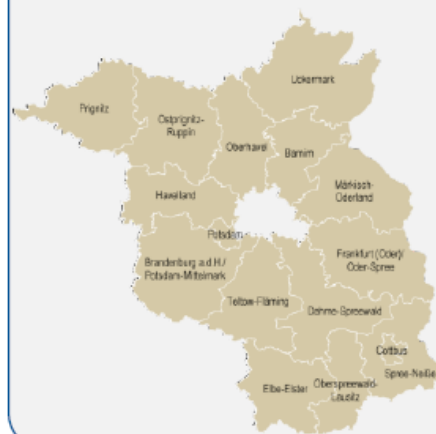 Uckermark
Prignitz
Ostprignitz-
Ruppin
Oberhavel
Barnim
Märkisch-
Oderland
Havelland
Potsdam
Brandenburg a.d.H./
Potsdam-Mittelmark
Frankfurt (Oder)/
Oder-Spree
Teltow-Fläming
Dahme-Spreewald
Cottbus
Spree-Neiße
Elbe-Elster
Oberspreewald-
Lausitz